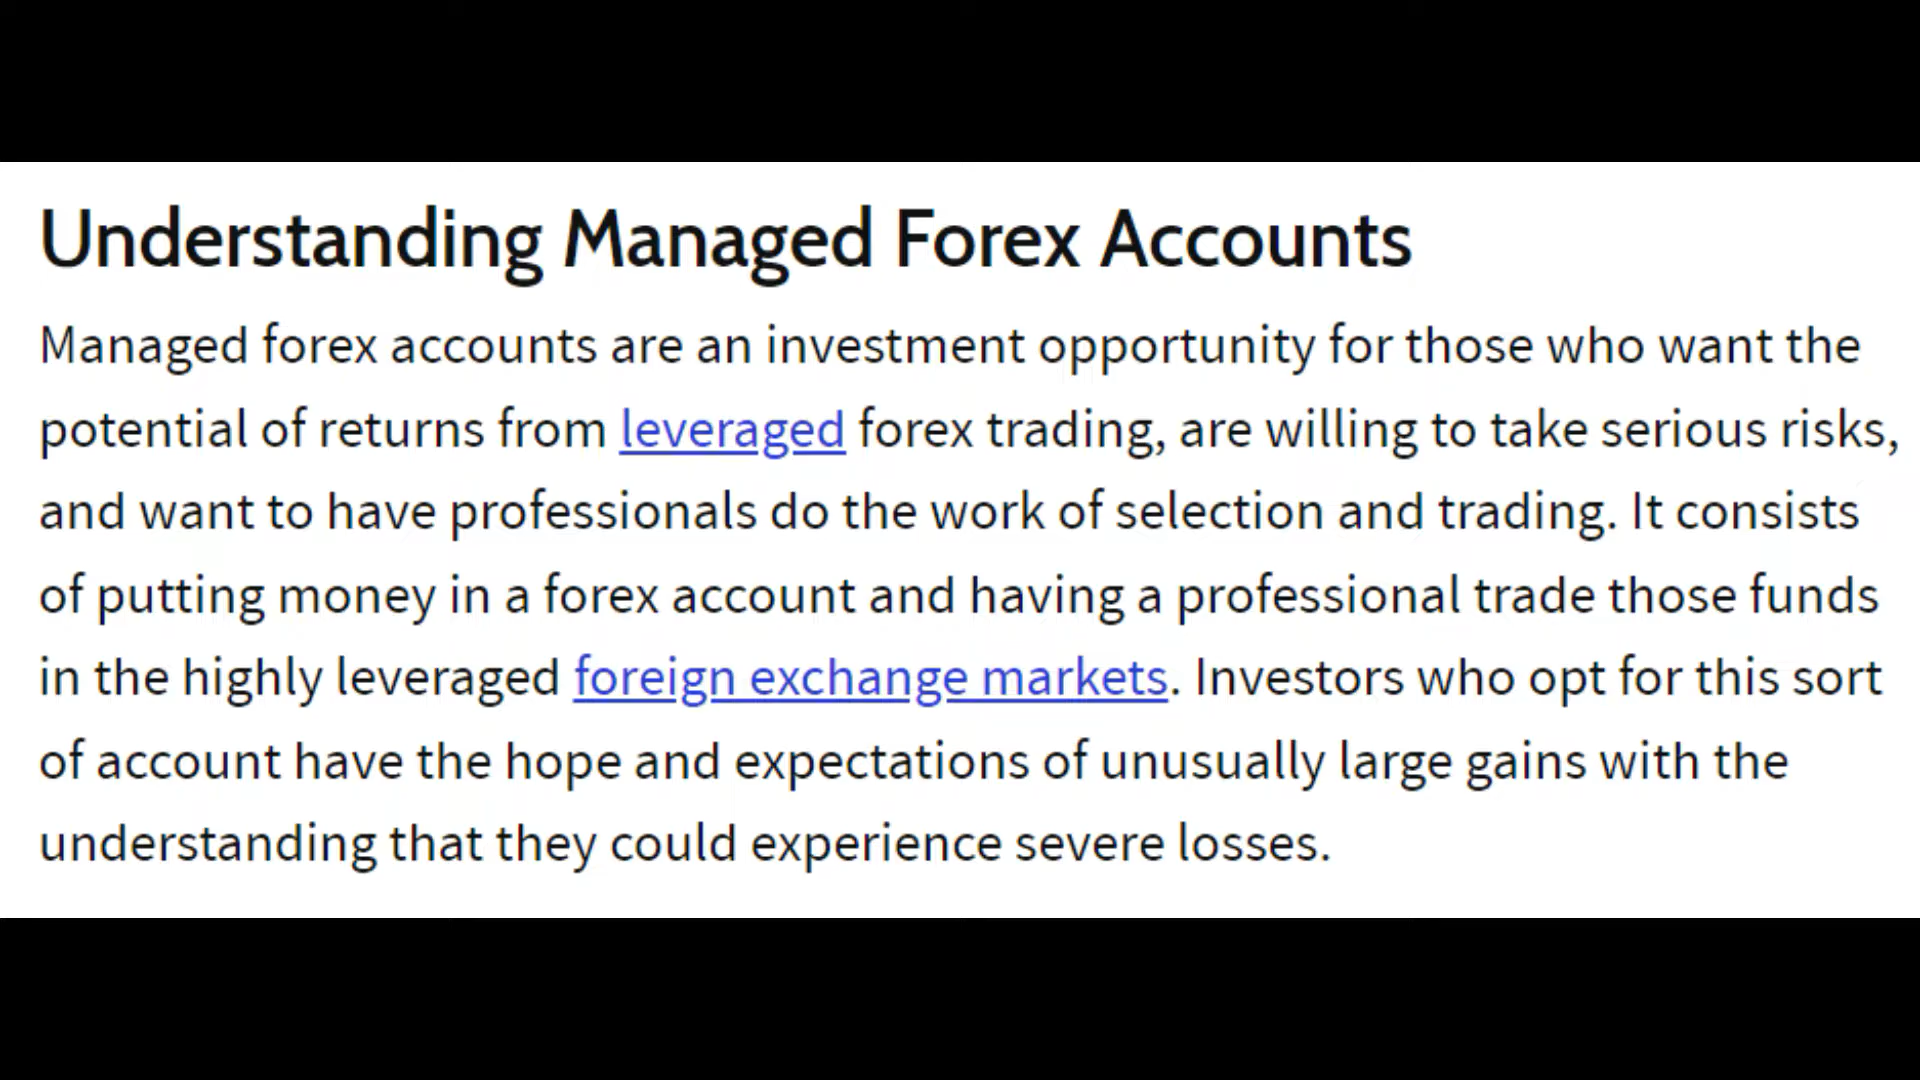 Understanding Managed Forex Accounts
Managed forex accounts are an investment opportunity for those who want the
potential of returns from leveraged forex trading, are willing to take serious risks,
and want to have professionals do the work of selection and trading. It consists
of putting money in a forex account and having a professional trade those funds
in the highly leveraged foreign exchange markets. Investors who opt for this sort
of account have the hope and expectations of unusually large gains with the
understanding that they could experience severe losses.